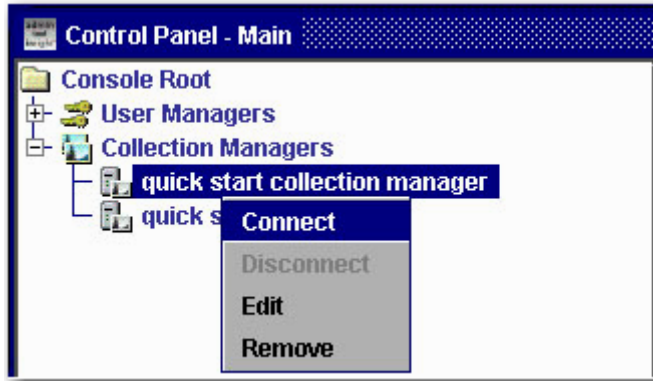 Control Panel - Main
Console Root
User Managers
Collection Managers
quick start collection manager
quick s
Connect
Disconnect
Edit
Remove